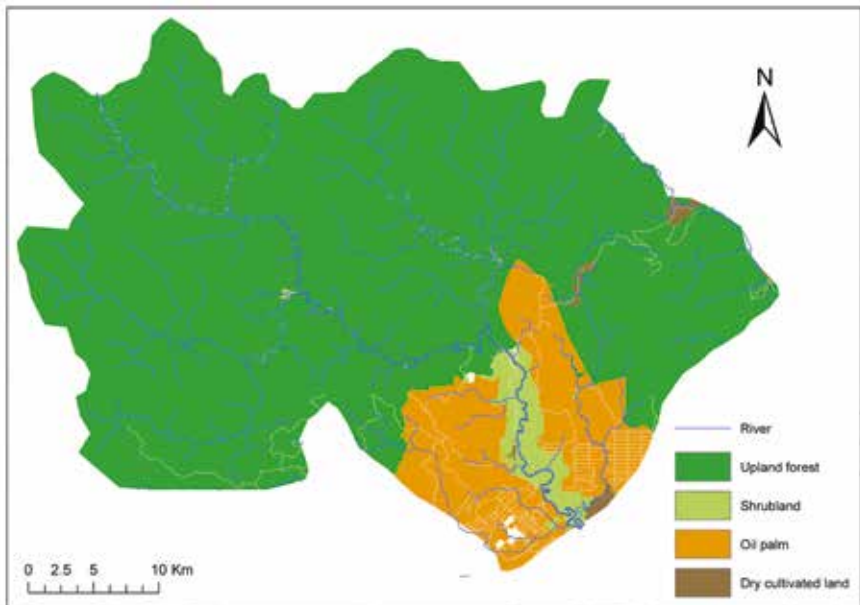 N
River
Upland forest
Shrubland
Oil palm
Dry cultivated land
0 2.5 5 10 Km